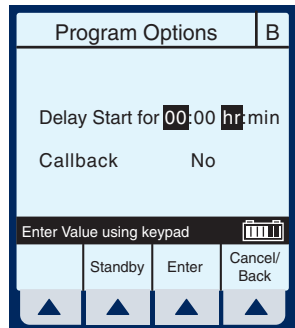 Program Options B
Delay Start for 00:00 hr:min
Callback No
Enter Value using keypad
Standby Enter Cancel/
Back